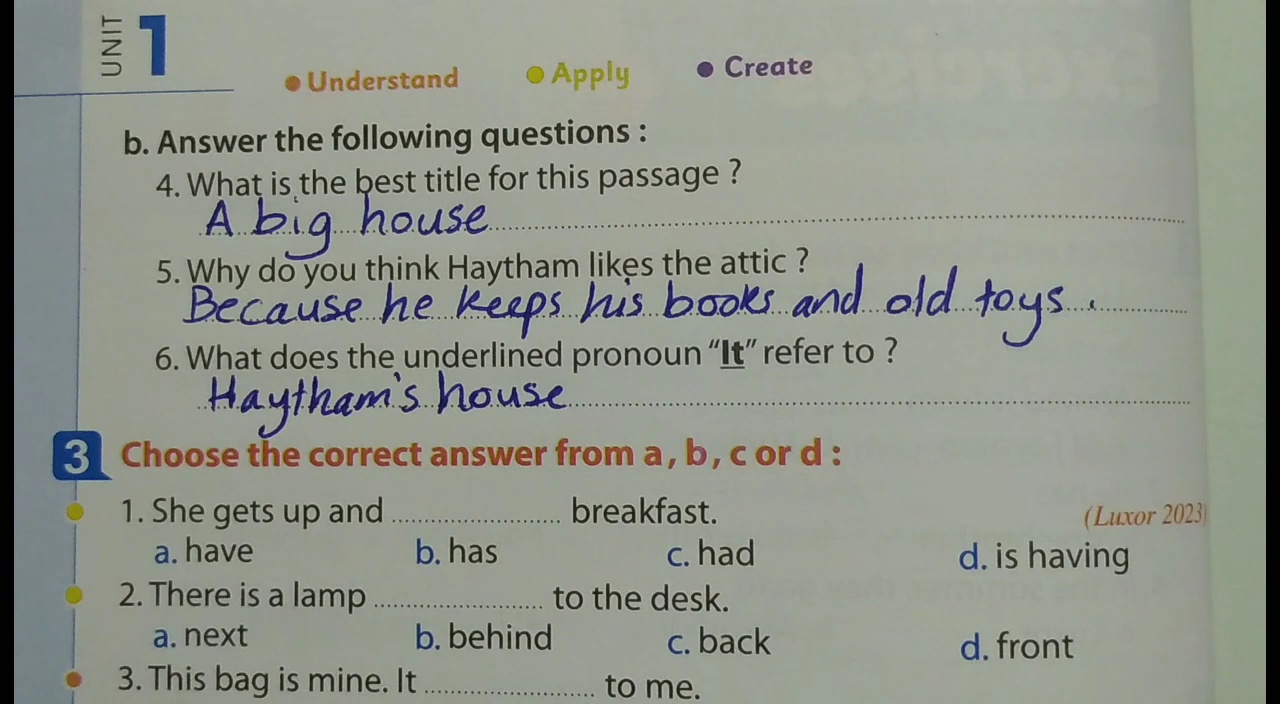 UNIT 1
Understand Apply Create
b. Answer the following questions :
4. What is the best title for this passage ?
A big house
5. Why do you think Haytham likes the attic ?
Because he keeps his books and old toys.
6. What does the underlined pronoun "It" refer to ?
Haytham's house
3 Choose the correct answer from a, b, c or d :
1. She gets up and .................... breakfast. (Luxor 2023)
a. have b. has c. had d. is having
2. There is a lamp .................... to the desk.
a. next b. behind c. back d. front
3. This bag is mine. It .................... to me.